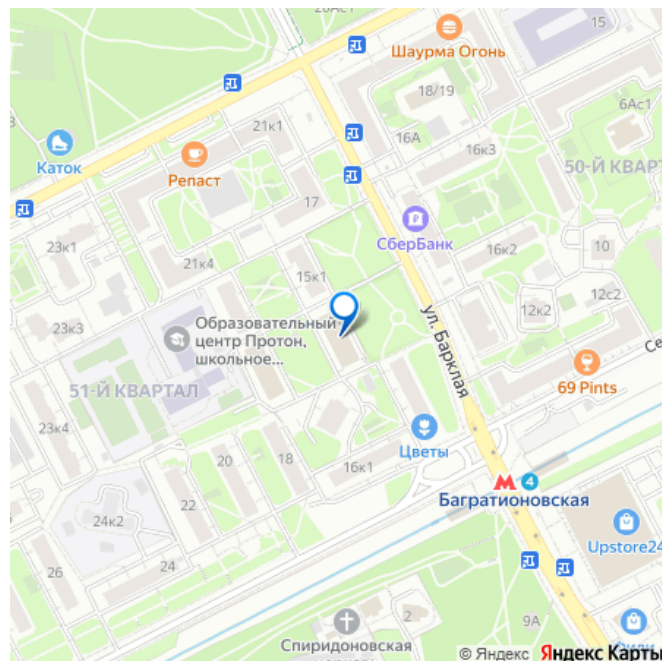 28Ас1
15
Шаурма Огонь
18/19
6Ас1
21к1
16А
16к3
Каток
Репаст
50-Й КВАРТ
17
СберБанк
23к1
16к2
10
21к4
15к1
12к2
12с2
23к3
Образовательный
центр Протон,
школьное...
ул. Барклая
Се
69 Pints
51-Й КВАРТАЛ
23к4
Цветы
20
18
16к1
М 4
Багратионовская
22
24к2
Upstore24
26
24
2
9А
Спиридоновская
© Яндекс Яндекс Карты